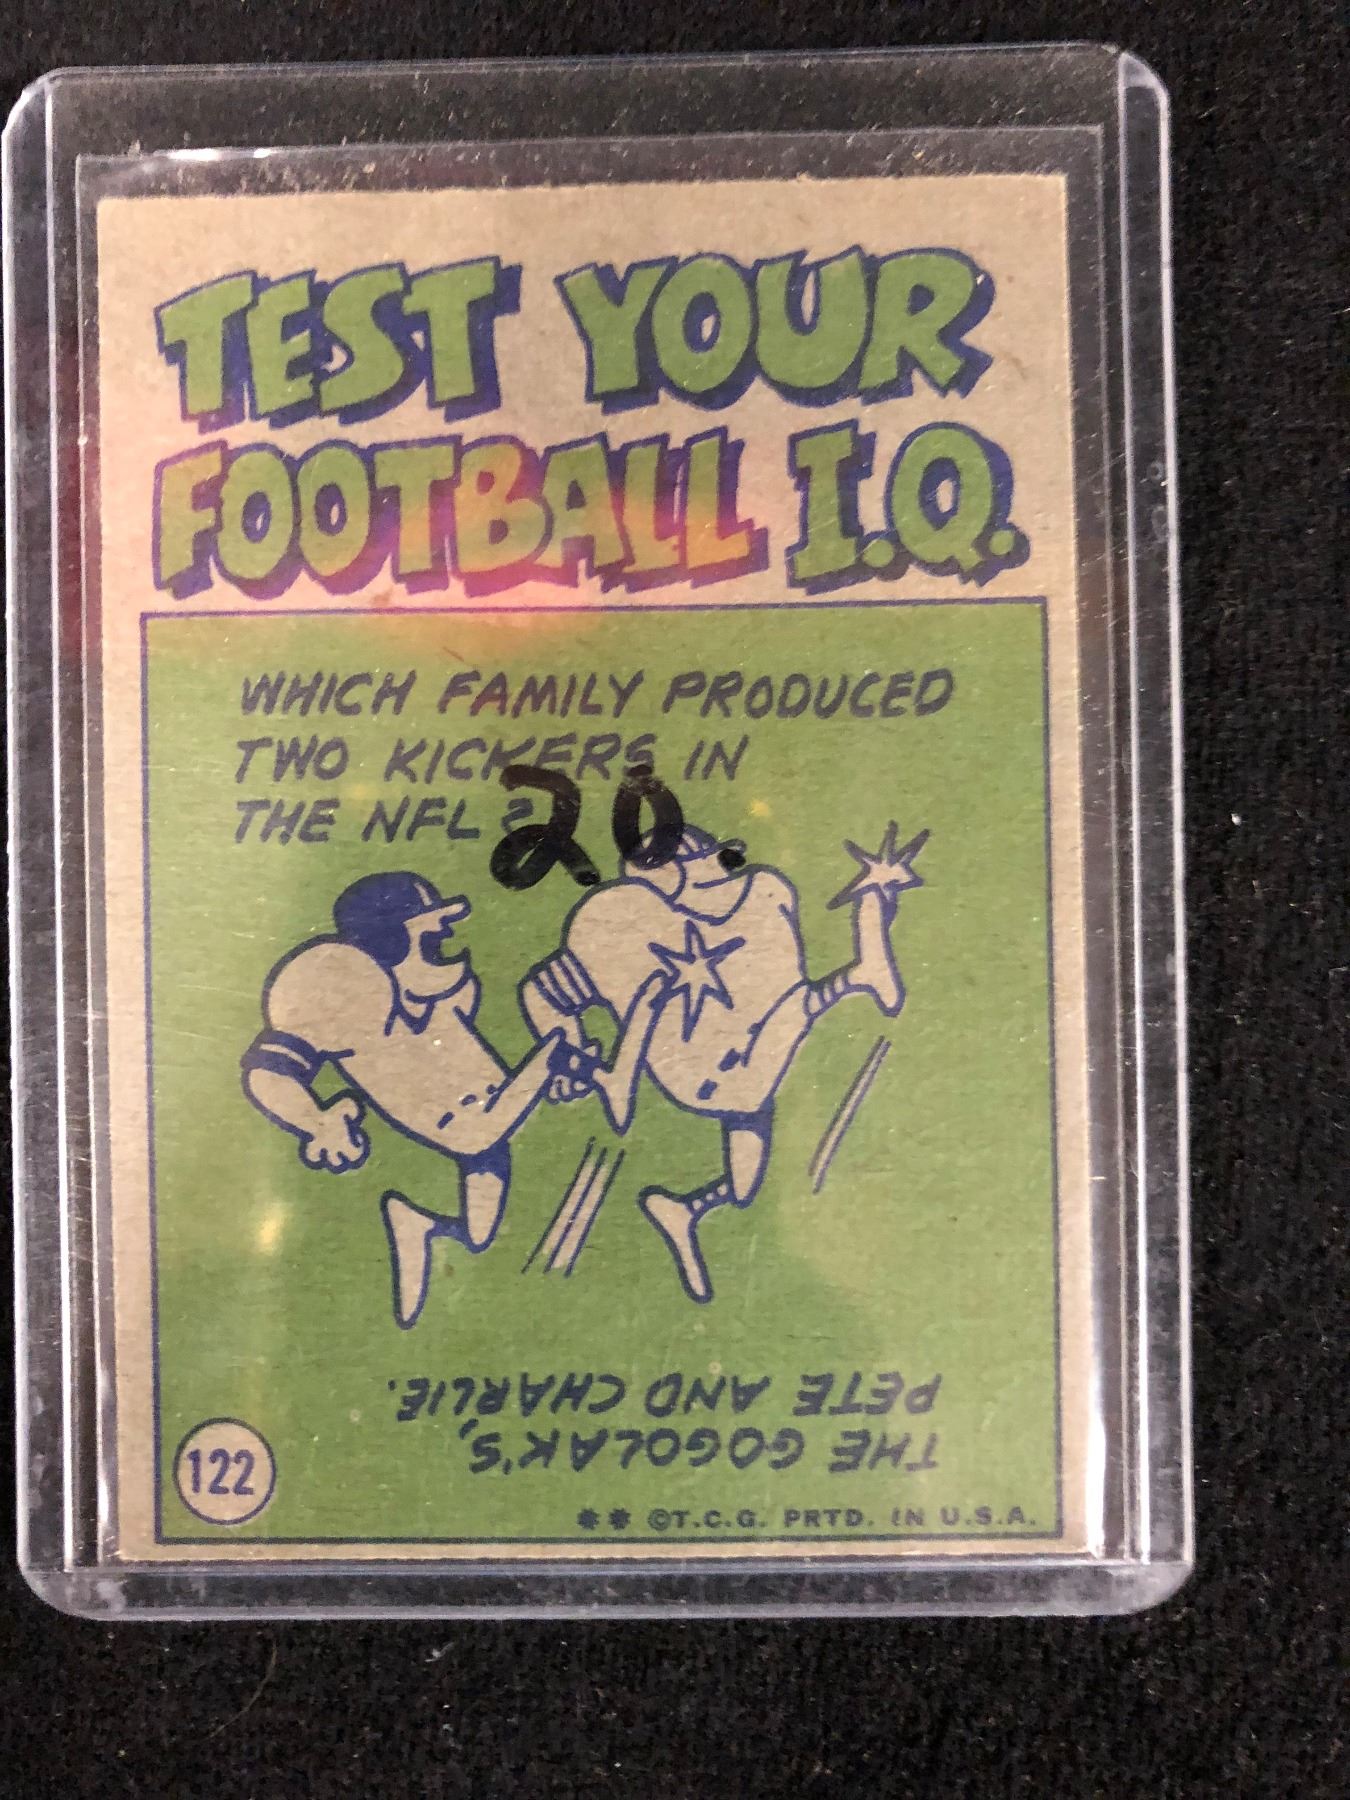 TEST YOUR
FOOTBALL I.Q.
WHICH FAMILY PRODUCED
TWO KICKERS IN
THE NFL?
20.
THE GOGOLAK'S,
PETE AND CHARLIE.
122
** ©T.C.G. PRTD. IN U.S.A.